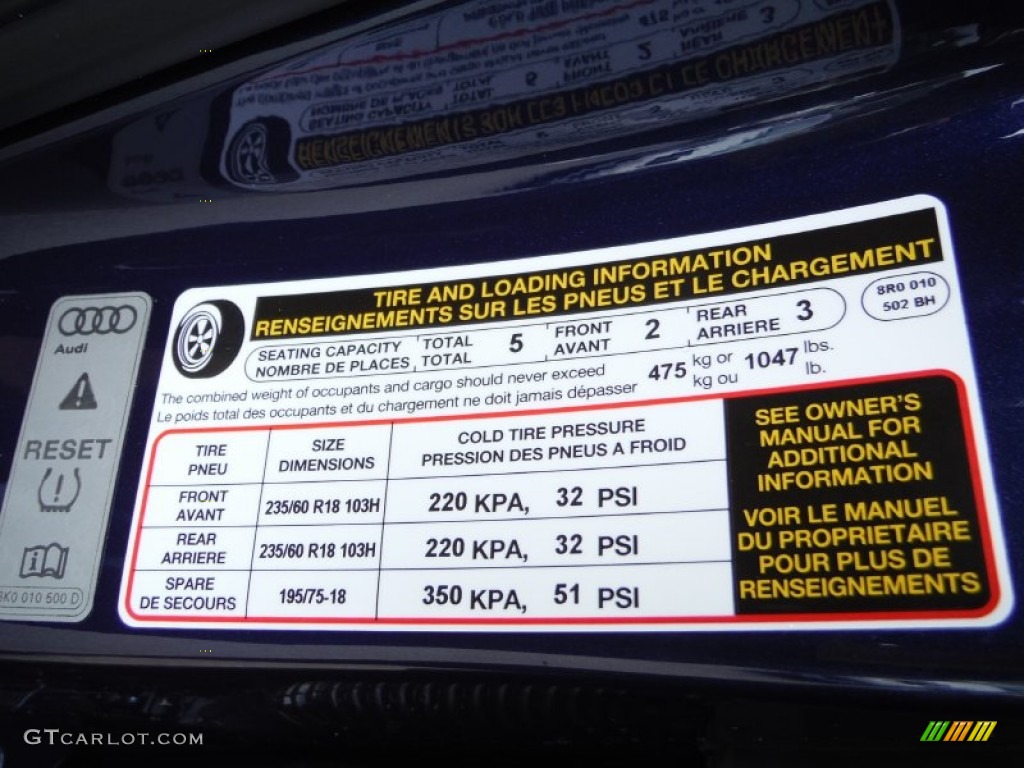 TIRE AND LOADING INFORMATION
RENSEIGNEMENTS SUR LES PNEUS ET LE CHARGEMENT
8R0 010
502 BH
SEATING CAPACITY TOTAL 5 FRONT 2 REAR 3
NOMBRE DE PLACES TOTAL AVANT ARRIERE
The combined weight of occupants and cargo should never exceed 475 kg or 1047 lbs.
Le poids total des occupants et du chargement ne doit jamais dépasser kg ou lb.
TIRE SIZE COLD TIRE PRESSURE
PNEU DIMENSIONS PRESSION DES PNEUS A FROID
FRONT
AVANT 235/60 R18 103H 220 KPA, 32 PSI
REAR
ARRIERE 235/60 R18 103H 220 KPA, 32 PSI
SPARE
DE SECOURS 195/75-18 350 KPA, 51 PSI
SEE OWNER'S
MANUAL FOR
ADDITIONAL
INFORMATION
VOIR LE MANUEL
DU PROPRIETAIRE
POUR PLUS DE
RENSEIGNEMENTS
Audi
RESET
8K0 010 500 D
GTCARLOT.COM